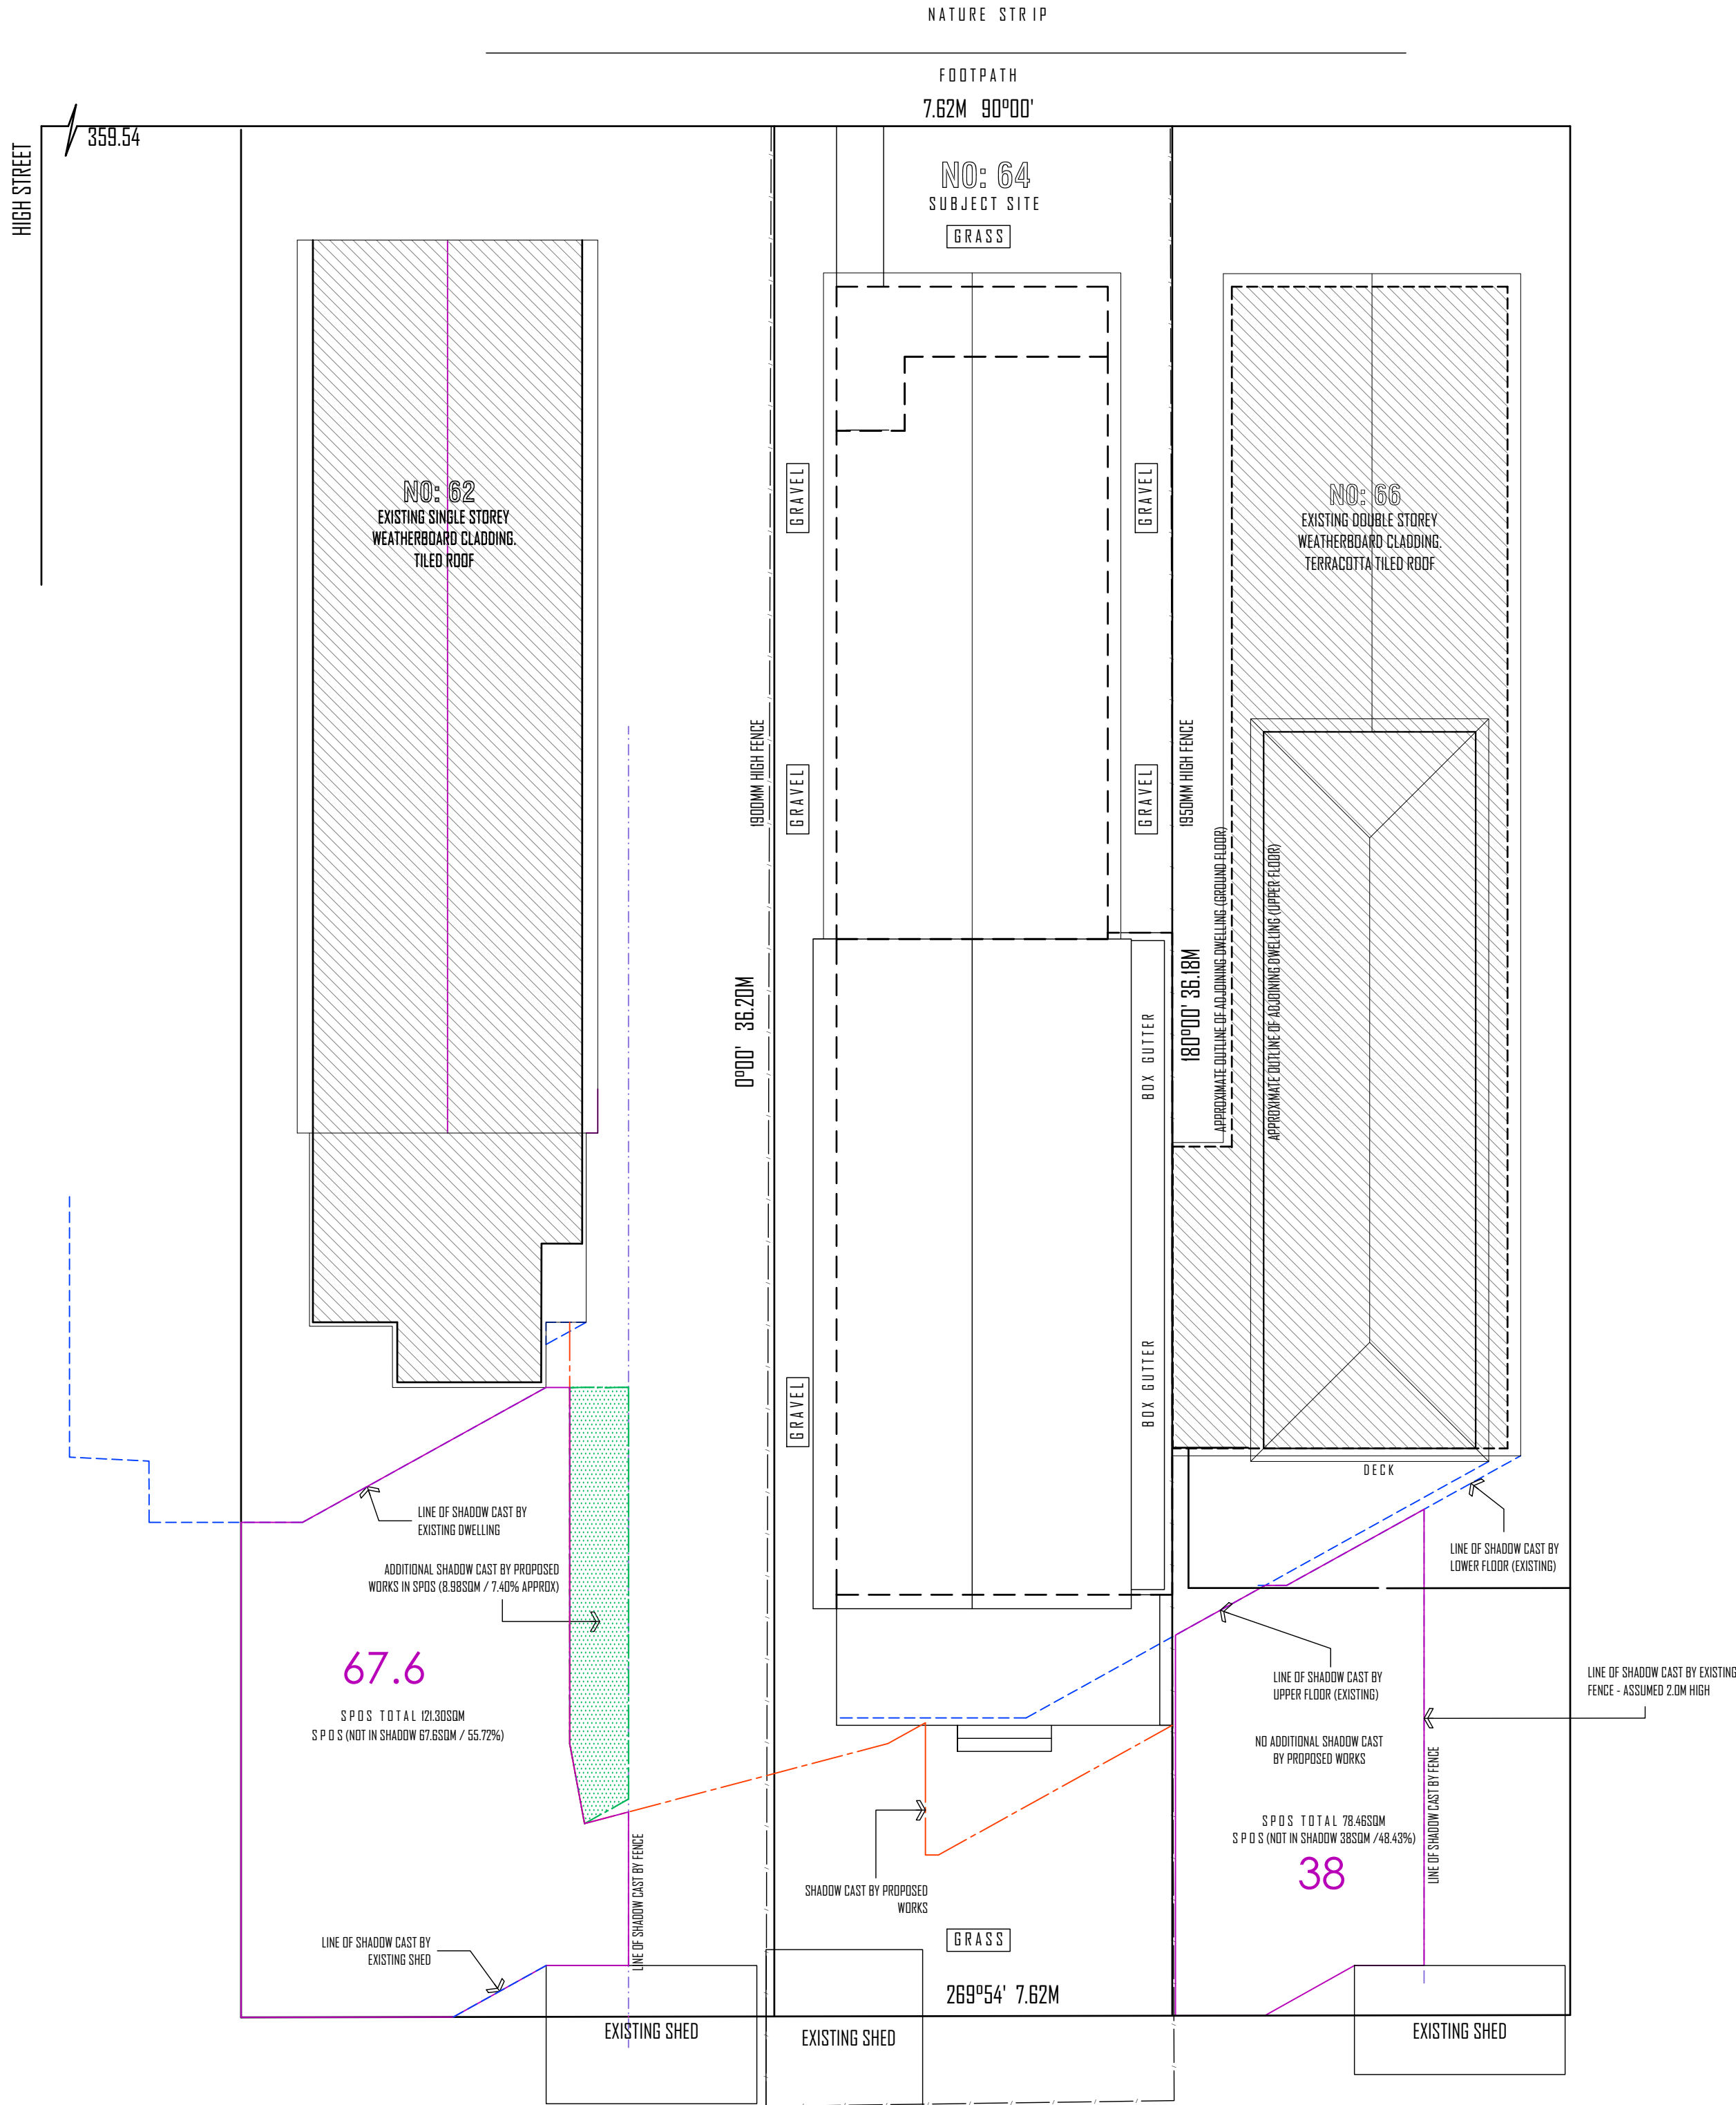 NATURE STRIP
FOOTPATH
7.62M 90°00'
359.54
HIGH STREET
NO: 64
SUBJECT SITE
GRASS
NO: 62
EXISTING SINGLE STOREY
WEATHERBOARD CLADDING.
TILED ROOF
GRAVEL
GRAVEL
NO: 66
EXISTING DOUBLE STOREY
WEATHERBOARD CLADDING.
TERRACOTTA TILED ROOF
1900MM HIGH FENCE
GRAVEL
GRAVEL
1950MM HIGH FENCE
APPROXIMATE OUTLINE OF ADJOINING DWELLING (GROUND FLOOR)
APPROXIMATE OUTLINE OF ADJOINING DWELLING (UPPER FLOOR)
0°00' 36.20M
180°00' 36.18M
BOX GUTTER
BOX GUTTER
GRAVEL
DECK
LINE OF SHADOW CAST BY
EXISTING DWELLING
LINE OF SHADOW CAST BY
LOWER FLOOR (EXISTING)
ADDITIONAL SHADOW CAST BY PROPOSED
WORKS IN SPOS (8.98SQM / 7.40% APPROX)
67.6
SPOS TOTAL 121.30SQM
SPOS (NOT IN SHADOW 67.6SQM / 55.72%)
LINE OF SHADOW CAST BY
UPPER FLOOR (EXISTING)
LINE OF SHADOW CAST BY EXISTING
FENCE - ASSUMED 2.0M HIGH
NO ADDITIONAL SHADOW CAST
BY PROPOSED WORKS
LINE OF SHADOW CAST BY FENCE
SPOS TOTAL 78.46SQM
SPOS (NOT IN SHADOW 38SQM /48.43%)
38
LINE OF SHADOW CAST BY FENCE
SHADOW CAST BY PROPOSED
WORKS
LINE OF SHADOW CAST BY
EXISTING SHED
GRASS
269°54' 7.62M
EXISTING SHED
EXISTING SHED
EXISTING SHED